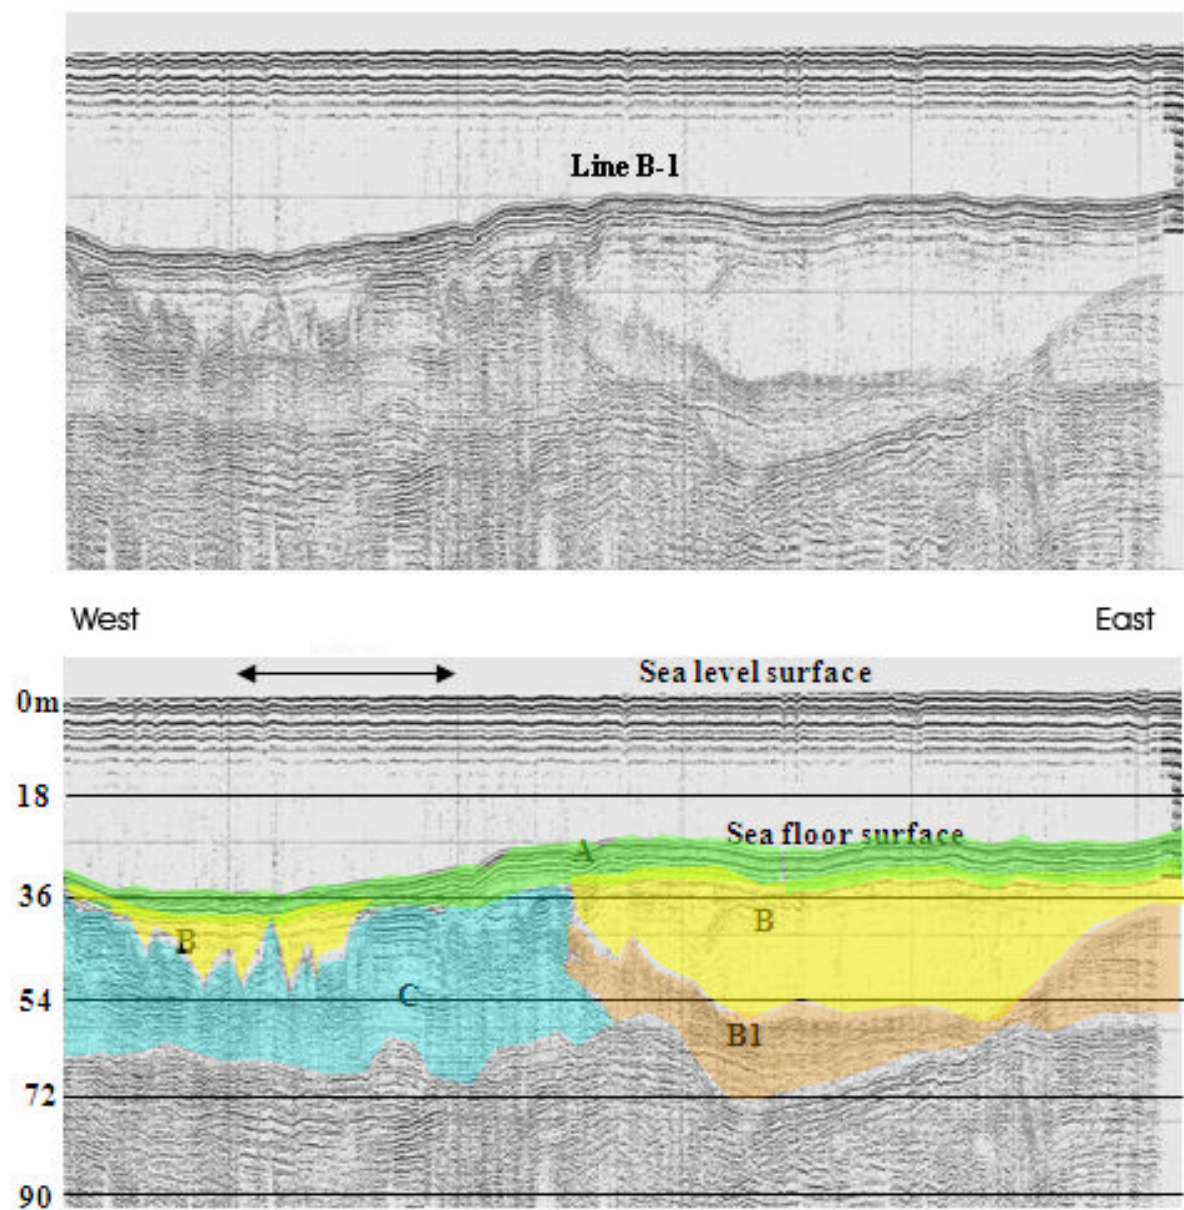 Line B-1
West East
Sea level surface
0m
18
Sea floor surface
A
36
B B
54 C
B1
72
90